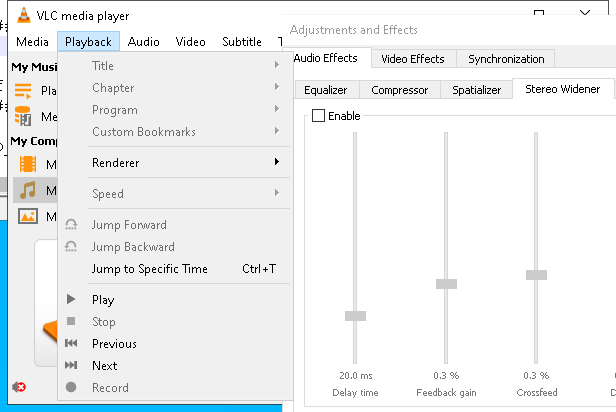 VLC media player
Media Playback Audio Video Subtitle
My Musi
Pla
Me
My Comp
M
M
M
Title
Chapter
Program
Custom Bookmarks
Renderer
Speed
Jump Forward
Jump Backward
Jump to Specific Time Ctrl+T
Play
Stop
Previous
Next
Record
Adjustments and Effects
Audio Effects Video Effects Synchronization
Equalizer Compressor Spatializer Stereo Widener
Enable
20.0 ms 0.3 % 0.3 %
Delay time Feedback gain Crossfeed D